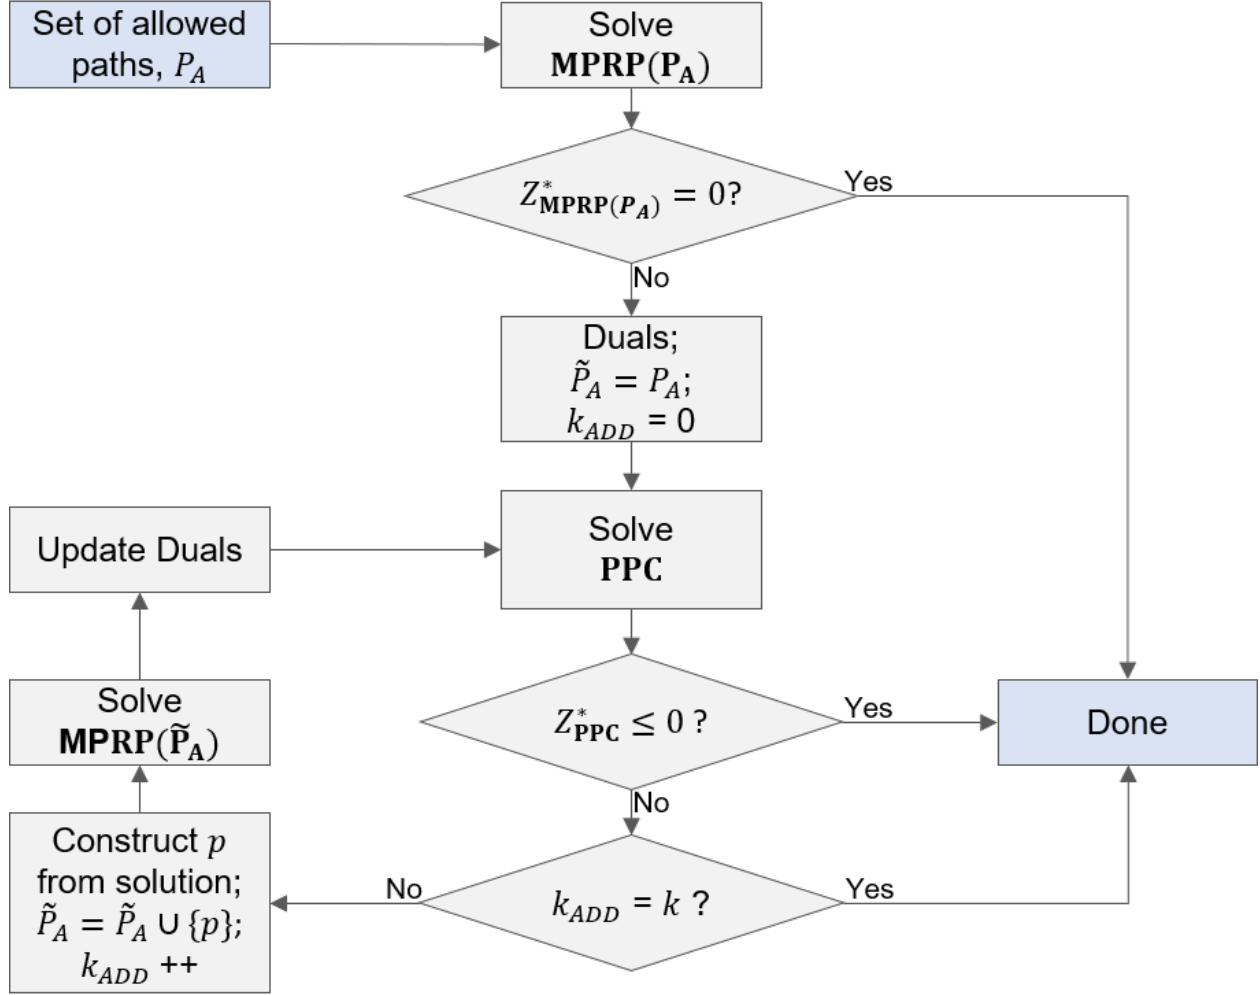 Set of allowed
paths, P_A
Solve
MPRP(P_A)
Z*_MPRP(P_A) = 0?
Yes
No
Duals;
P̃_A = P_A;
k_ADD = 0
Update Duals
Solve
PPC
Solve
MPRP(P̃_A)
Z*_PPC ≤ 0 ?
Yes
Done
No
Construct p
from solution;
P̃_A = P̃_A ∪ {p};
k_ADD ++
No
k_ADD = k ?
Yes